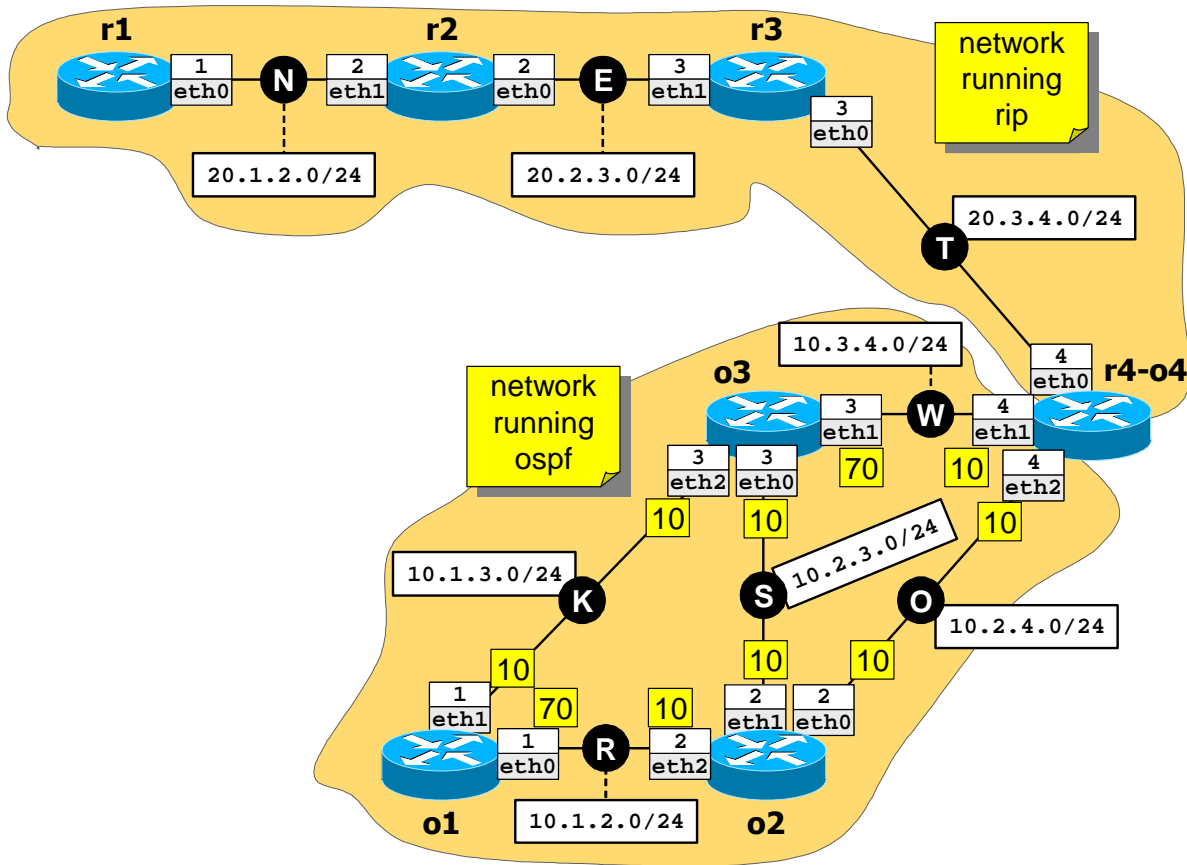 r1
r2
r3
network
running
rip
1
eth0
N
2
eth1
2
eth0
E
3
eth1
3
eth0
20.1.2.0/24
20.2.3.0/24
20.3.4.0/24
T
10.3.4.0/24
4
eth0
r4-o4
network
running
ospf
o3
3
eth1
W
4
eth1
70
10
3
eth2
3
eth0
4
eth2
10
10
10
10.2.3.0/24
10.1.3.0/24
K
S
O
10.2.4.0/24
10
10
10
1
eth1
70
10
2
eth1
2
eth0
1
eth0
R
2
eth2
o1
10.1.2.0/24
o2